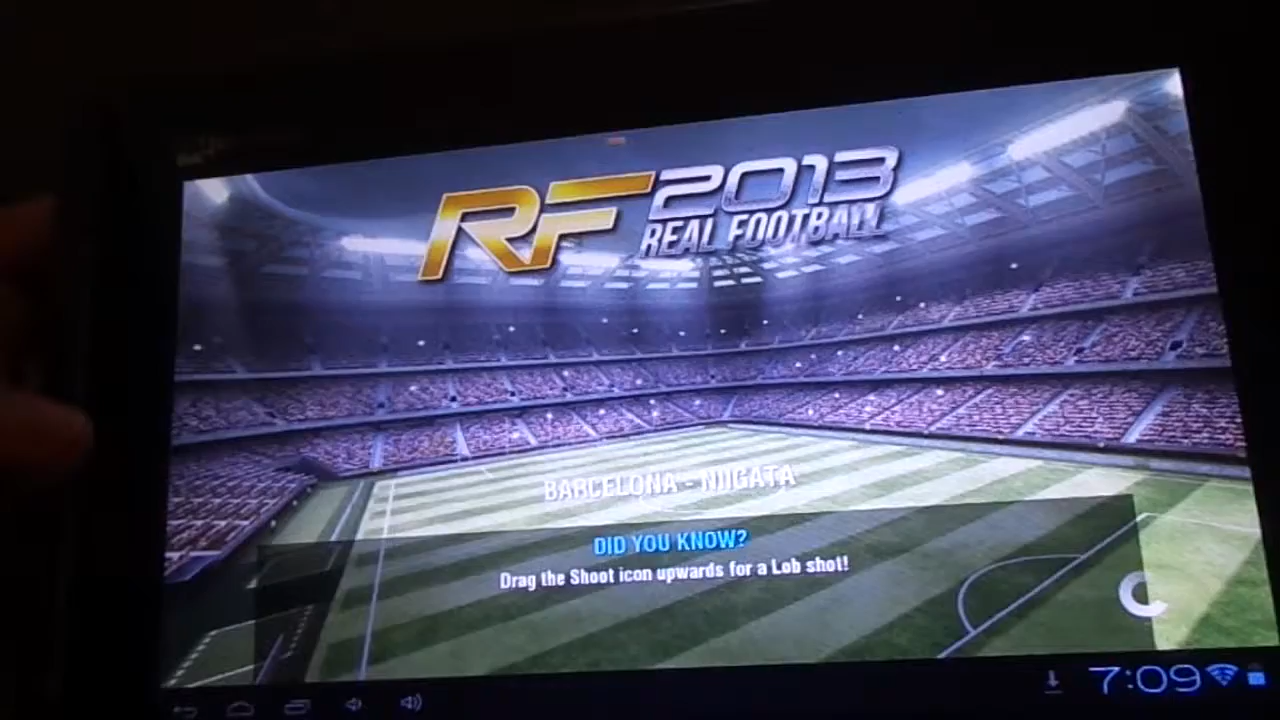 RF 2013
REAL FOOTBALL
BARCELONA - NIIGATA
DID YOU KNOW?
Drag the Shoot icon upwards for a Lob shot!
7:09